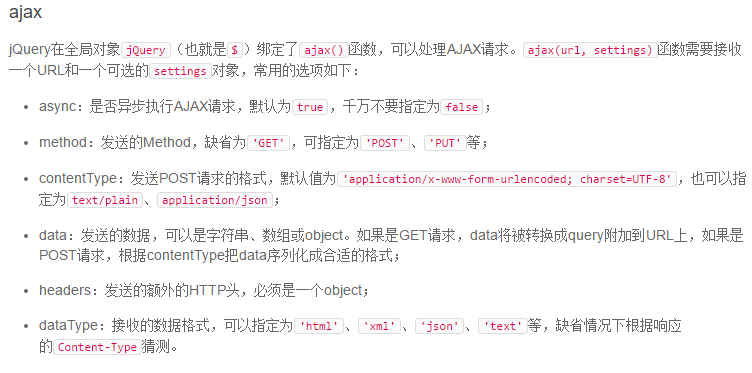 ajax
jQuery在全局对象jQuery（也就是$）绑定了ajax()函数，可以处理AJAX请求。ajax(url, settings)函数需要接收
一个URL和一个可选的settings对象，常用的选项如下：
• async：是否异步执行AJAX请求，默认为true，千万不要指定为false；
• method：发送的Method，缺省为'GET'，可指定为'POST'、'PUT'等；
• contentType：发送POST请求的格式，默认值为'application/x-www-form-urlencoded; charset=UTF-8'，也可以指
定为text/plain、application/json；
• data：发送的数据，可以是字符串、数组或object。如果是GET请求，data将被转换成query附加到URL上，如果是
POST请求，根据contentType把data序列化成合适的格式；
• headers：发送的额外的HTTP头，必须是一个object；
• dataType：接收的数据格式，可以指定为'html'、'xml'、'json'、'text'等，缺省情况下根据响应
的Content-Type猜测。